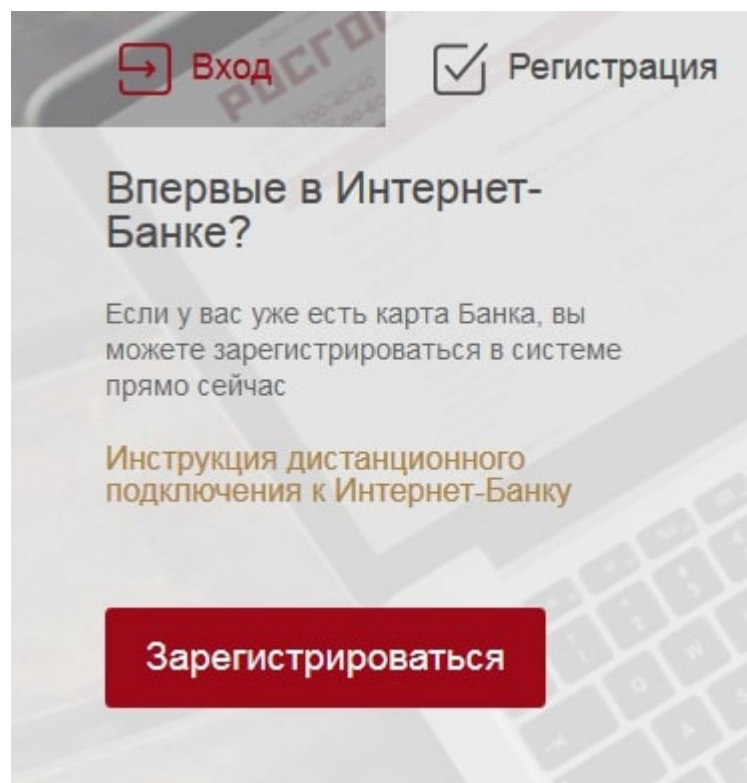 Вход
Регистрация
Впервые в Интернет-
Банке?
Если у вас уже есть карта Банка, вы
можете зарегистрироваться в системе
прямо сейчас
Инструкция дистанционного
подключения к Интернет-Банку
Зарегистрироваться